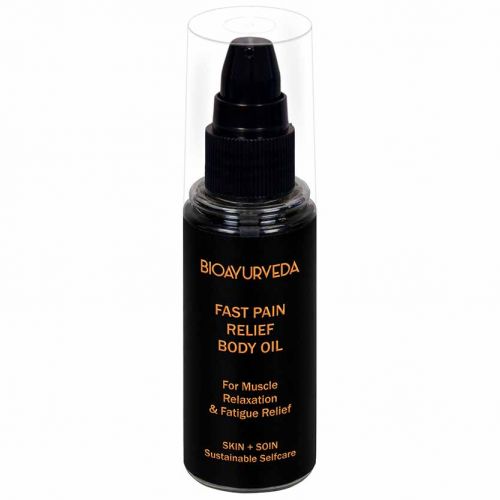 BIOAYURVEDA
FAST PAIN
RELIEF
BODY OIL
For Muscle
Relaxation
& Fatigue Relief
SKIN + SOIN
Sustainable Selfcare